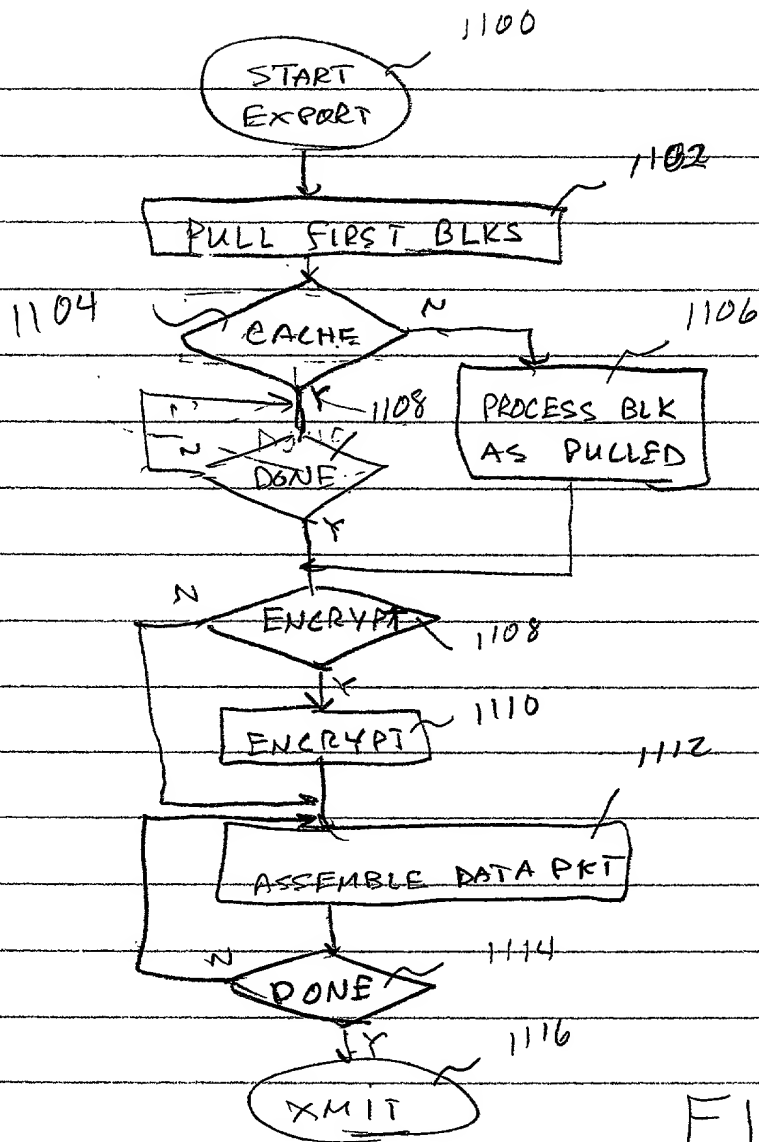 1100
START
EXPORT
1102
PULL FIRST BLKS
1104
CACHE
N
1106
Y
1108
PROCESS BLK
AS PULLED
N
DONE
Y
N
ENCRYPT
1108
Y
1110
ENCRYPT
1112
ASSEMBLE DATA PKT
N
1114
DONE
Y
1116
XMIT